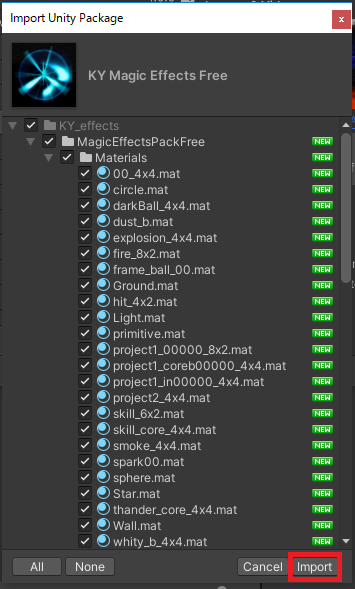 Import Unity Package
x
KY Magic Effects Free
KY_effects
MagicEffectsPackFree NEW
Materials NEW
00_4x4.mat NEW
circle.mat NEW
darkBall_4x4.mat NEW
dust_b.mat NEW
explosion_4x4.mat NEW
fire_8x2.mat NEW
frame_ball_00.mat NEW
Ground.mat NEW
hit_4x2.mat NEW
Light.mat NEW
primitive.mat NEW
project1_00000_8x2.mat NEW
project1_coreb00000_4x4.mat NEW
project1_in00000_4x4.mat NEW
project2_4x4.mat NEW
skill_6x2.mat NEW
skill_core_4x4.mat NEW
smoke_4x4.mat NEW
spark00.mat NEW
sphere.mat NEW
Star.mat NEW
thander_core_4x4.mat NEW
Wall.mat NEW
whity_b_4x4.mat NEW
All None Cancel Import